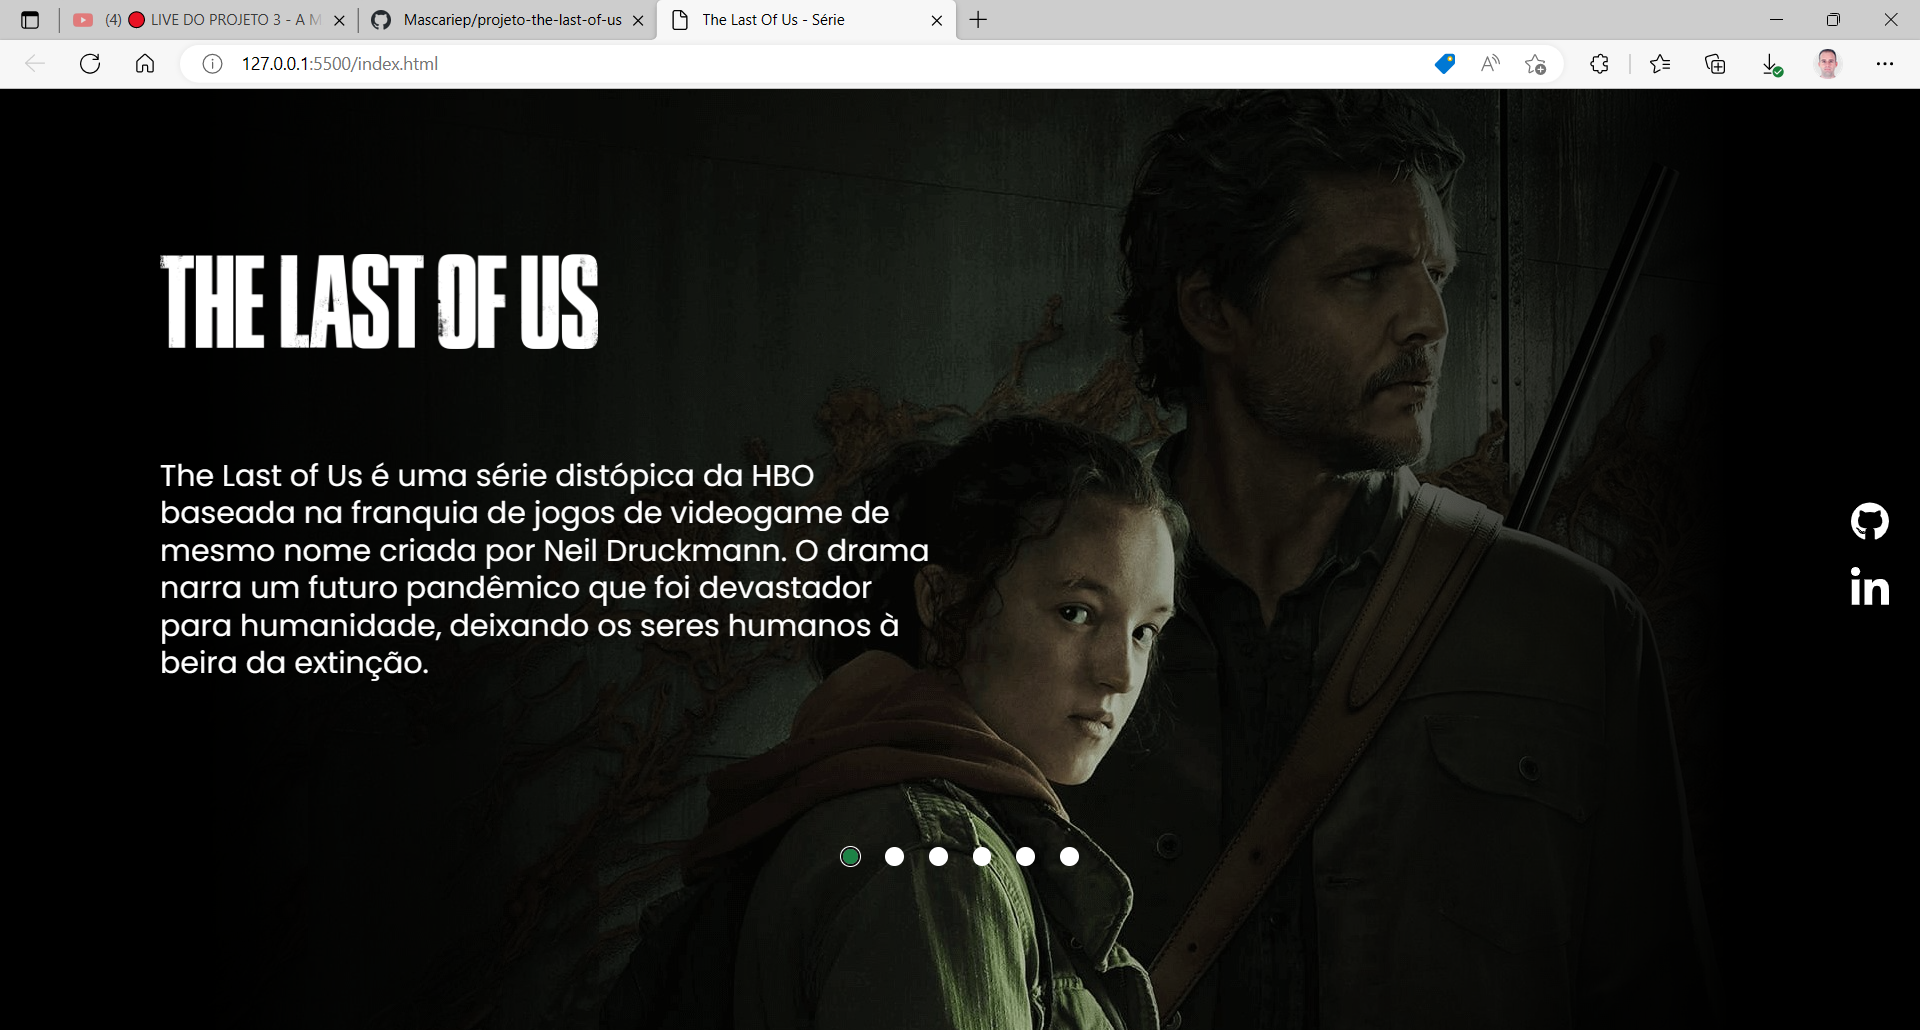 (4) 🔴 LIVE DO PROJETO 3 - A M
Mascariep/projeto-the-last-of-us
The Last Of Us - Série
127.0.0.1:5500/index.html
THE LAST OF US
The Last of Us é uma série distópica da HBO
baseada na franquia de jogos de videogame de
mesmo nome criada por Neil Druckmann. O drama
narra um futuro pandêmico que foi devastador
para humanidade, deixando os seres humanos à
beira da extinção.
in